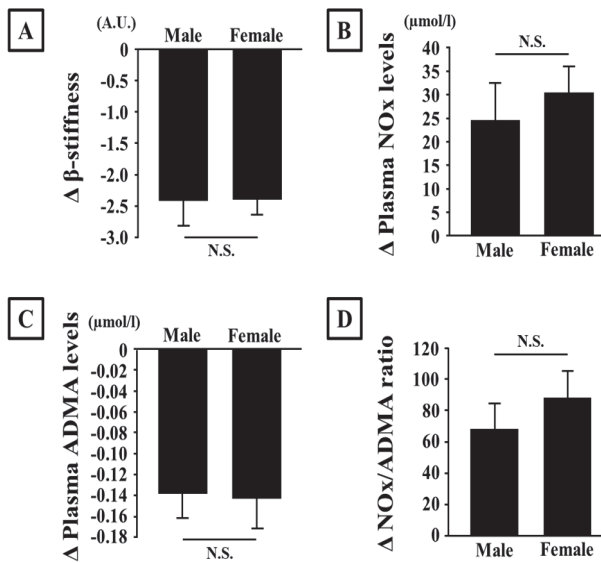 A
(A.U.)
Male Female
Δ β-stiffness
0
-0.5
-1.0
-1.5
-2.0
-2.5
-3.0
N.S.
B
(μmol/l)
Δ Plasma NOx levels
40
35
30
25
20
15
10
5
0
N.S.
Male Female
C
(μmol/l)
Male Female
Δ Plasma ADMA levels
0
-0.02
-0.04
-0.06
-0.08
-0.10
-0.12
-0.14
-0.16
-0.18
N.S.
D
Δ NOx/ADMA ratio
120
100
80
60
40
20
0
N.S.
Male Female